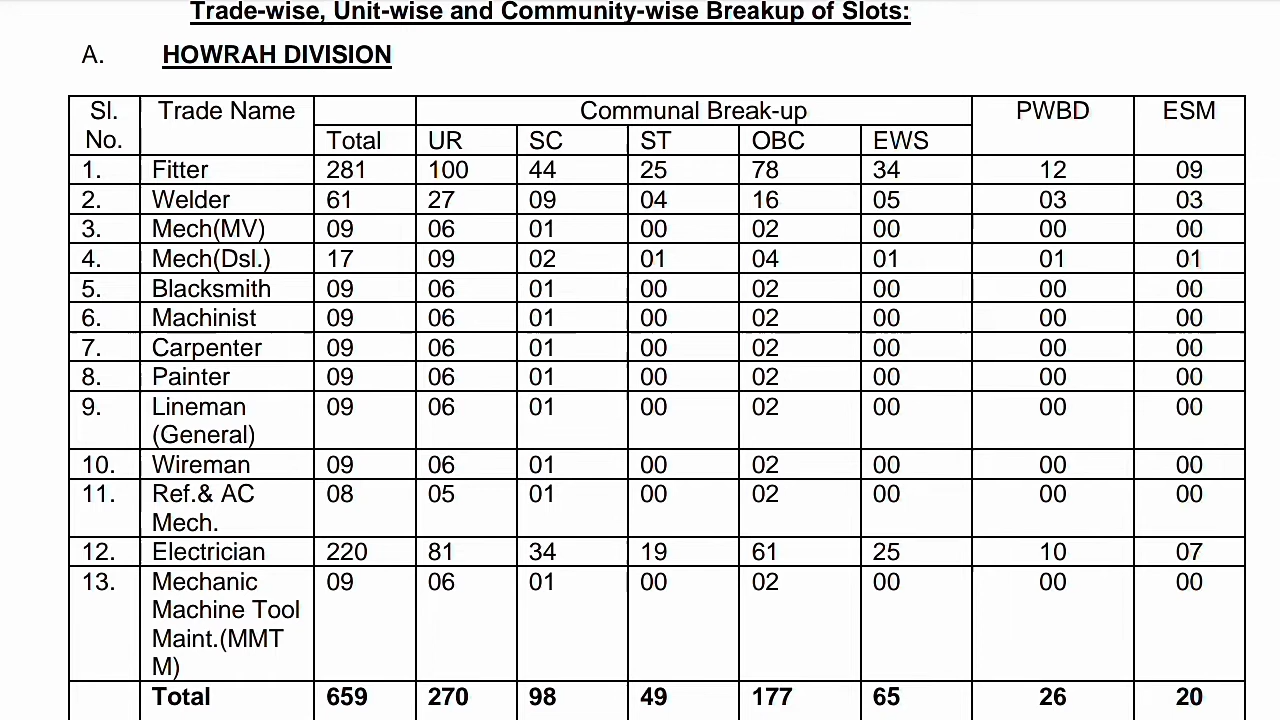 Trade-wise, Unit-wise and Community-wise Breakup of Slots:
A. HOWRAH DIVISION
Sl. No. Trade Name Total Communal Break-up PWBD ESM
UR SC ST OBC EWS
1. Fitter 281 100 44 25 78 34 12 09
2. Welder 61 27 09 04 16 05 03 03
3. Mech(MV) 09 06 01 00 02 00 00 00
4. Mech(Dsl.) 17 09 02 01 04 01 01 01
5. Blacksmith 09 06 01 00 02 00 00 00
6. Machinist 09 06 01 00 02 00 00 00
7. Carpenter 09 06 01 00 02 00 00 00
8. Painter 09 06 01 00 02 00 00 00
9. Lineman 09 06 01 00 02 00 00 00
(General)
10. Wireman 09 06 01 00 02 00 00 00
11. Ref.& AC 08 05 01 00 02 00 00 00
Mech.
12. Electrician 220 81 34 19 61 25 10 07
13. Mechanic 09 06 01 00 02 00 00 00
Machine Tool
Maint.(MMT
M)
Total 659 270 98 49 177 65 26 20